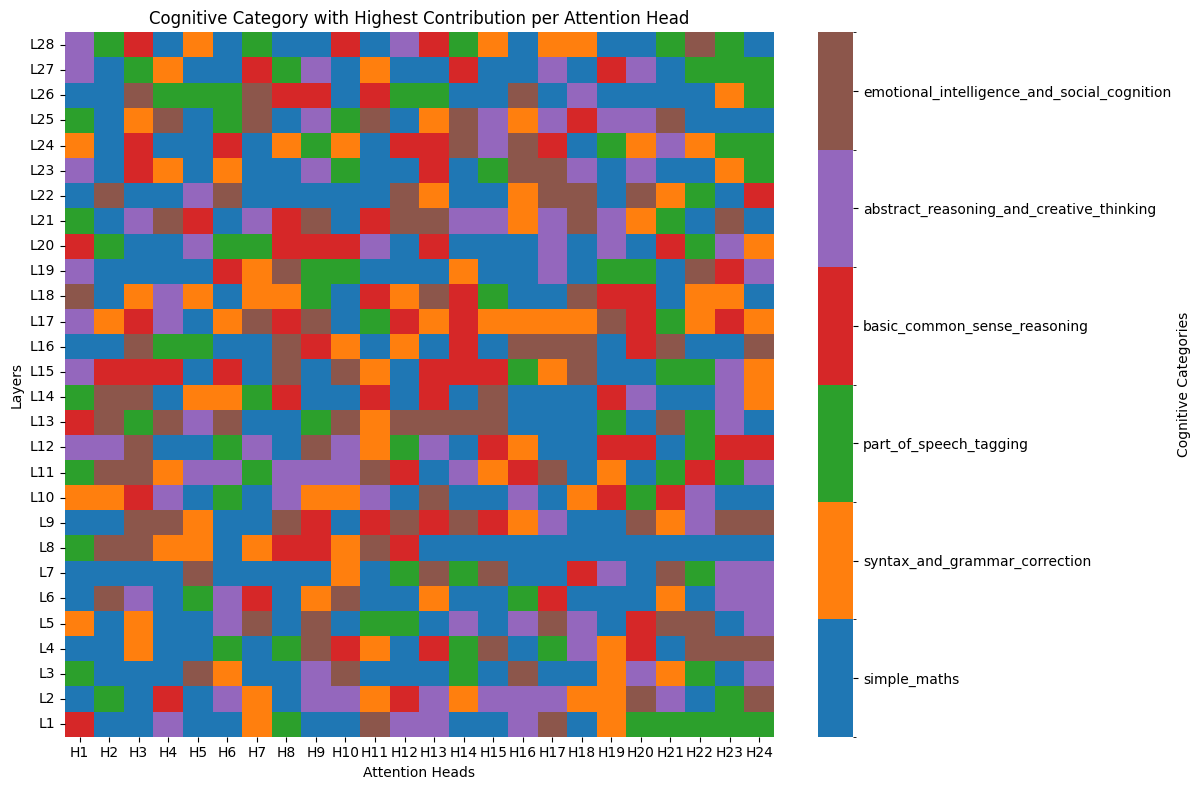 Cognitive Category with Highest Contribution per Attention Head
Layers
L28
L27
L26
L25
L24
L23
L22
L21
L20
L19
L18
L17
L16
L15
L14
L13
L12
L11
L10
L9
L8
L7
L6
L5
L4
L3
L2
L1
H1 H2 H3 H4 H5 H6 H7 H8 H9 H10 H11 H12 H13 H14 H15 H16 H17 H18 H19 H20 H21 H22 H23 H24
Attention Heads
emotional_intelligence_and_social_cognition
abstract_reasoning_and_creative_thinking
basic_common_sense_reasoning
part_of_speech_tagging
syntax_and_grammar_correction
simple_maths
Cognitive Categories